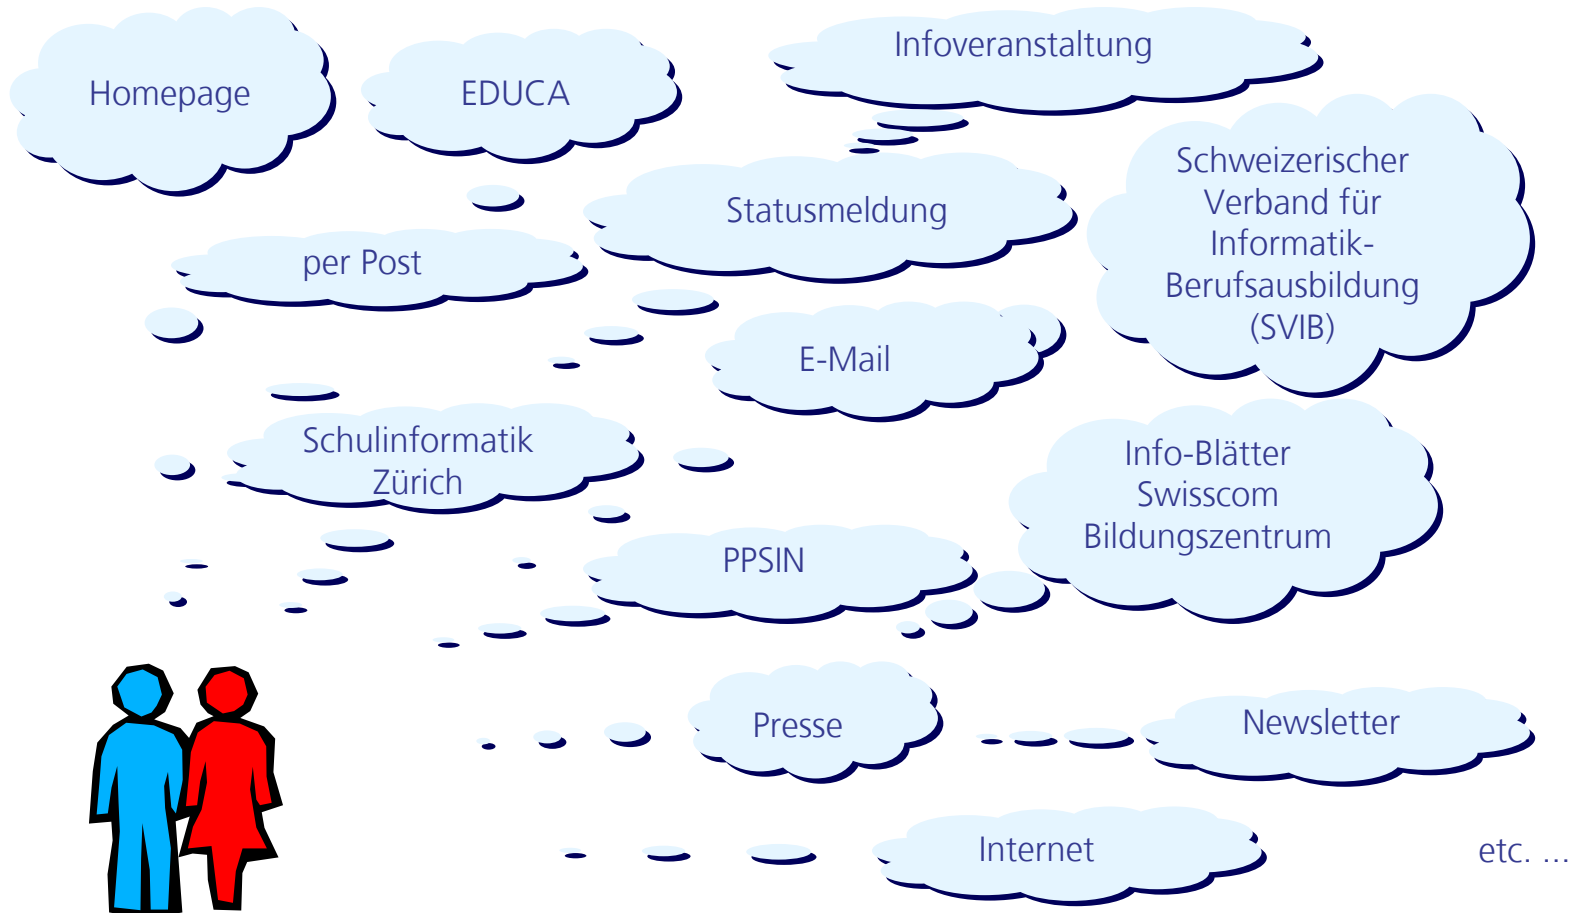 Homepage
EDUCA
Infoveranstaltung
Schweizerischer
Verband für
Informatik-
Berufsausbildung
(SVIB)
Statusmeldung
per Post
E-Mail
Schulinformatik
Zürich
Info-Blätter
Swisscom
Bildungszentrum
PPSIN
Presse
Newsletter
Internet
etc. ...